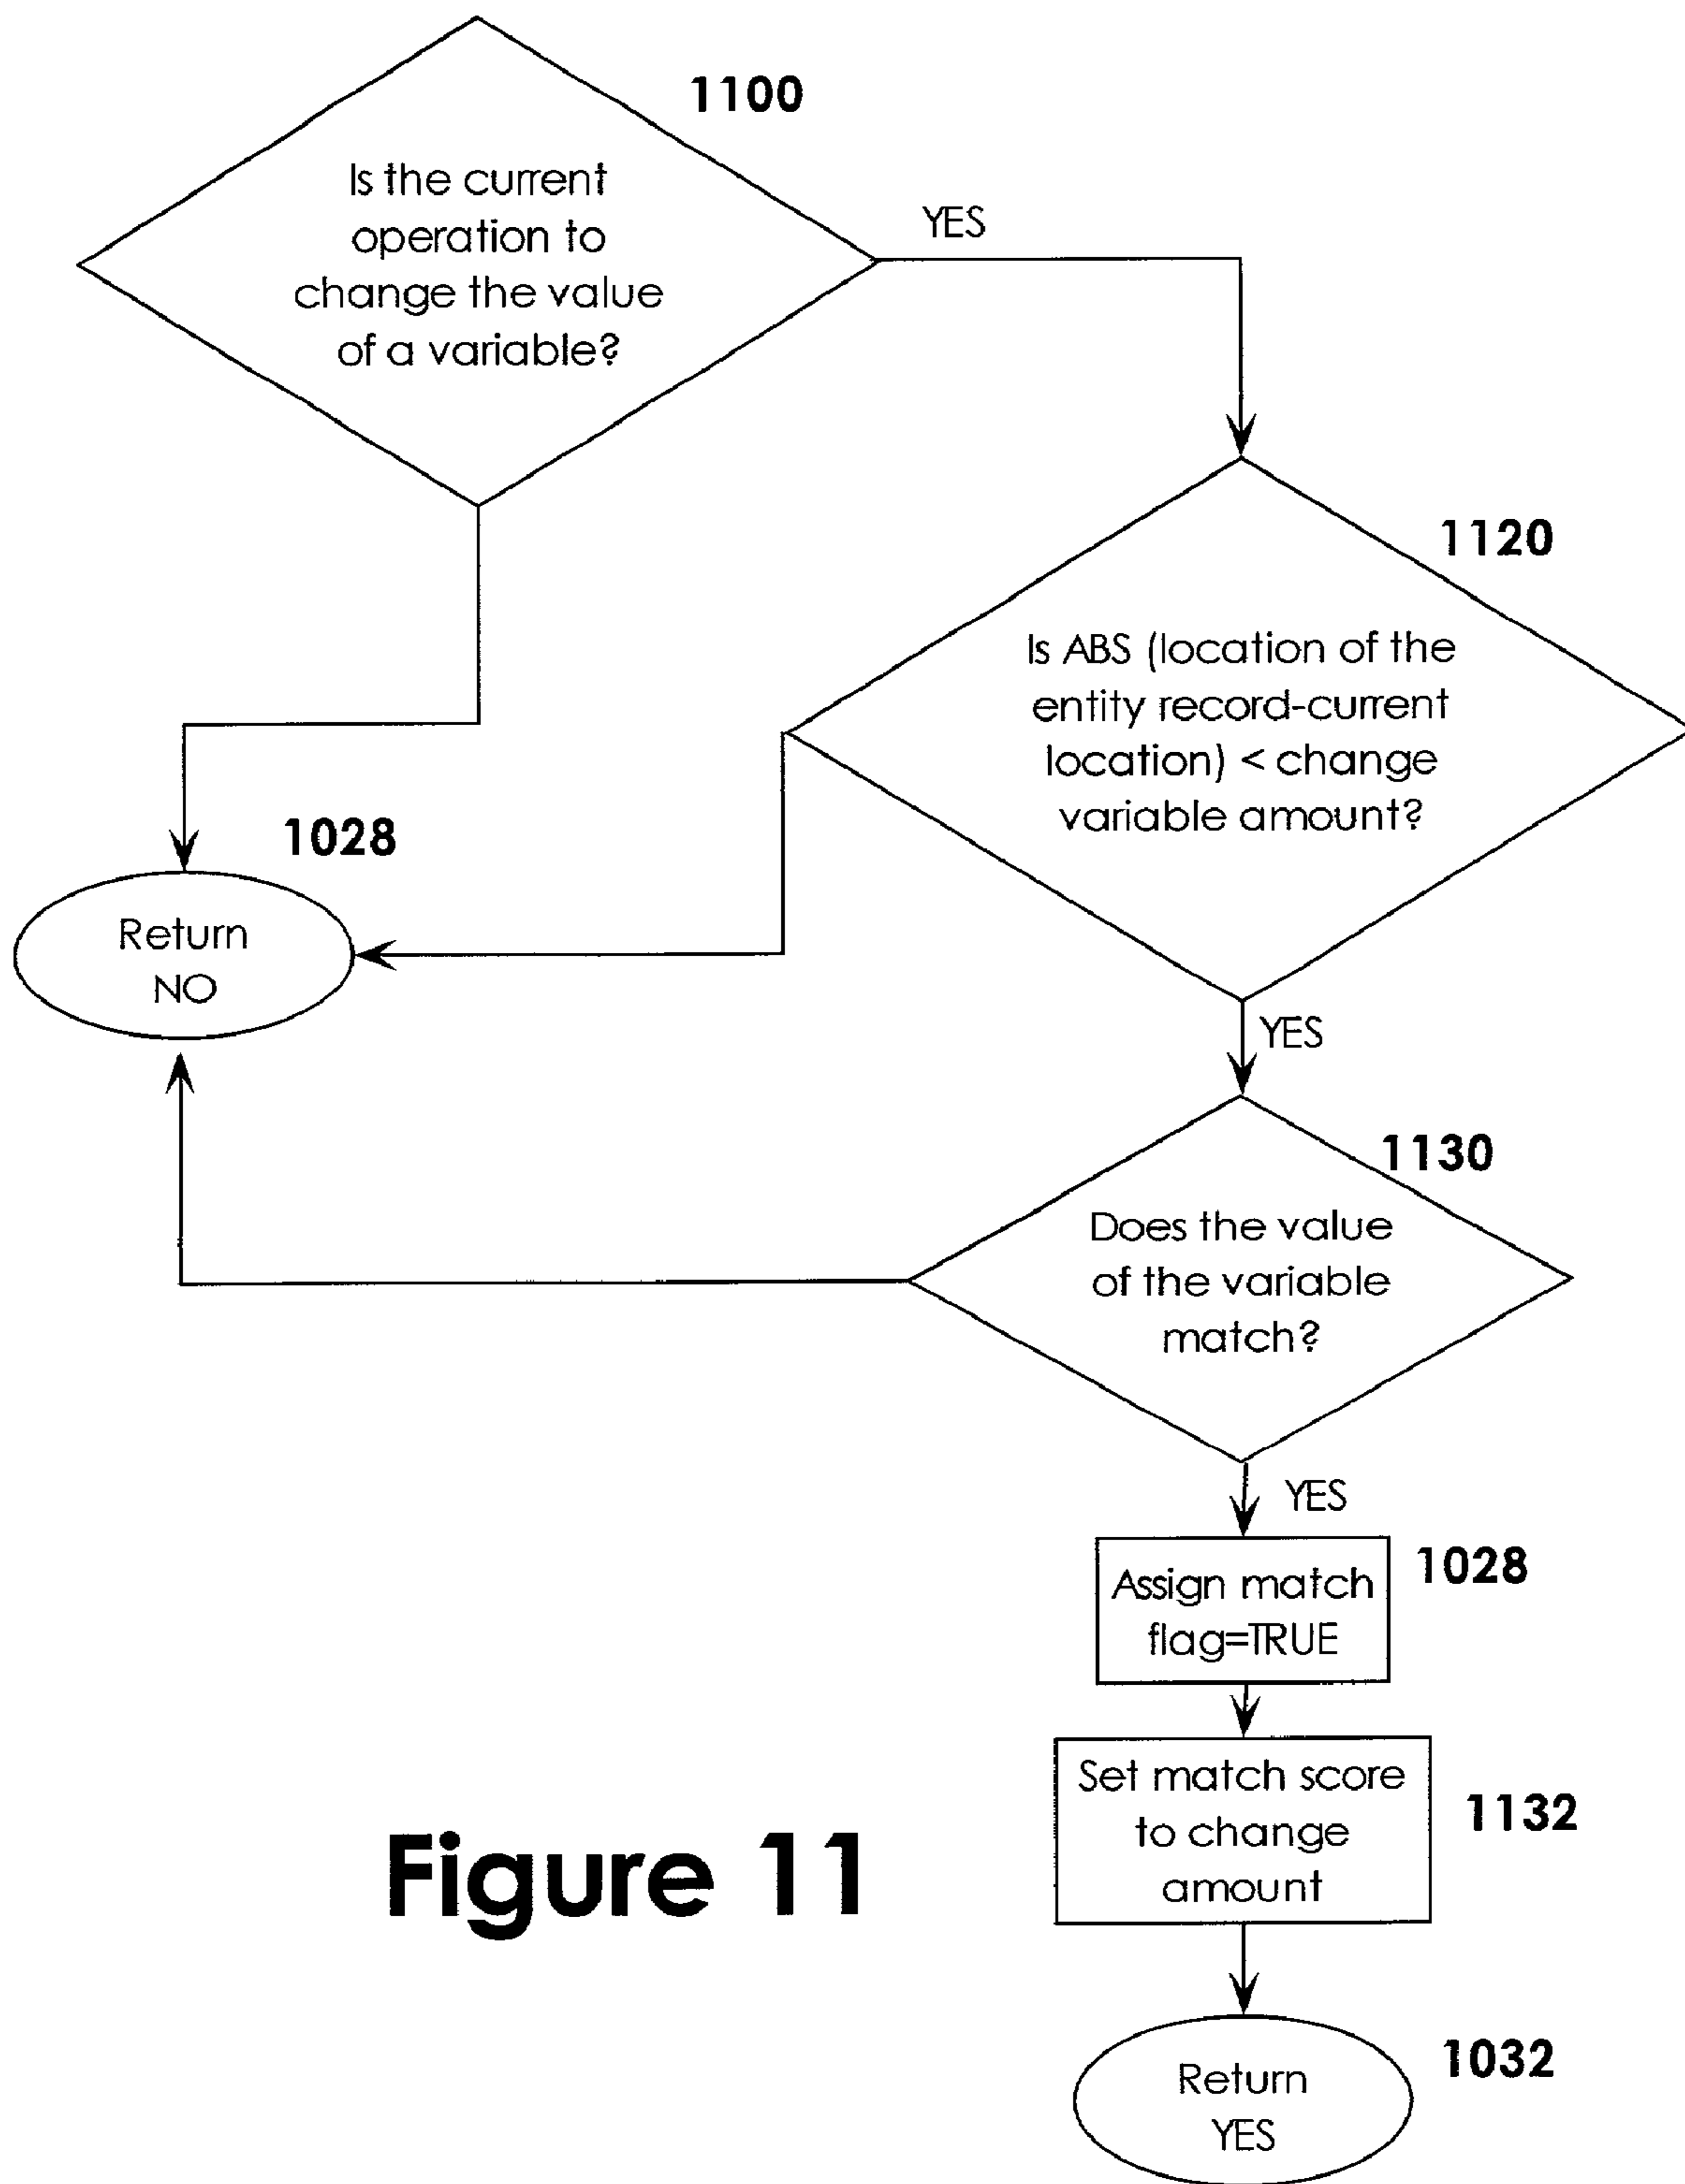 1100
Is the current
operation to
change the value
of a variable?
YES
1120
Is ABS (location of the
entity record-current
location) < change
variable amount?
1028
Return
NO
YES
1130
Does the value
of the variable
match?
YES
1028
Assign match
flag=TRUE
Set match score
to change
amount
1132
Figure 11
1032
Return
YES